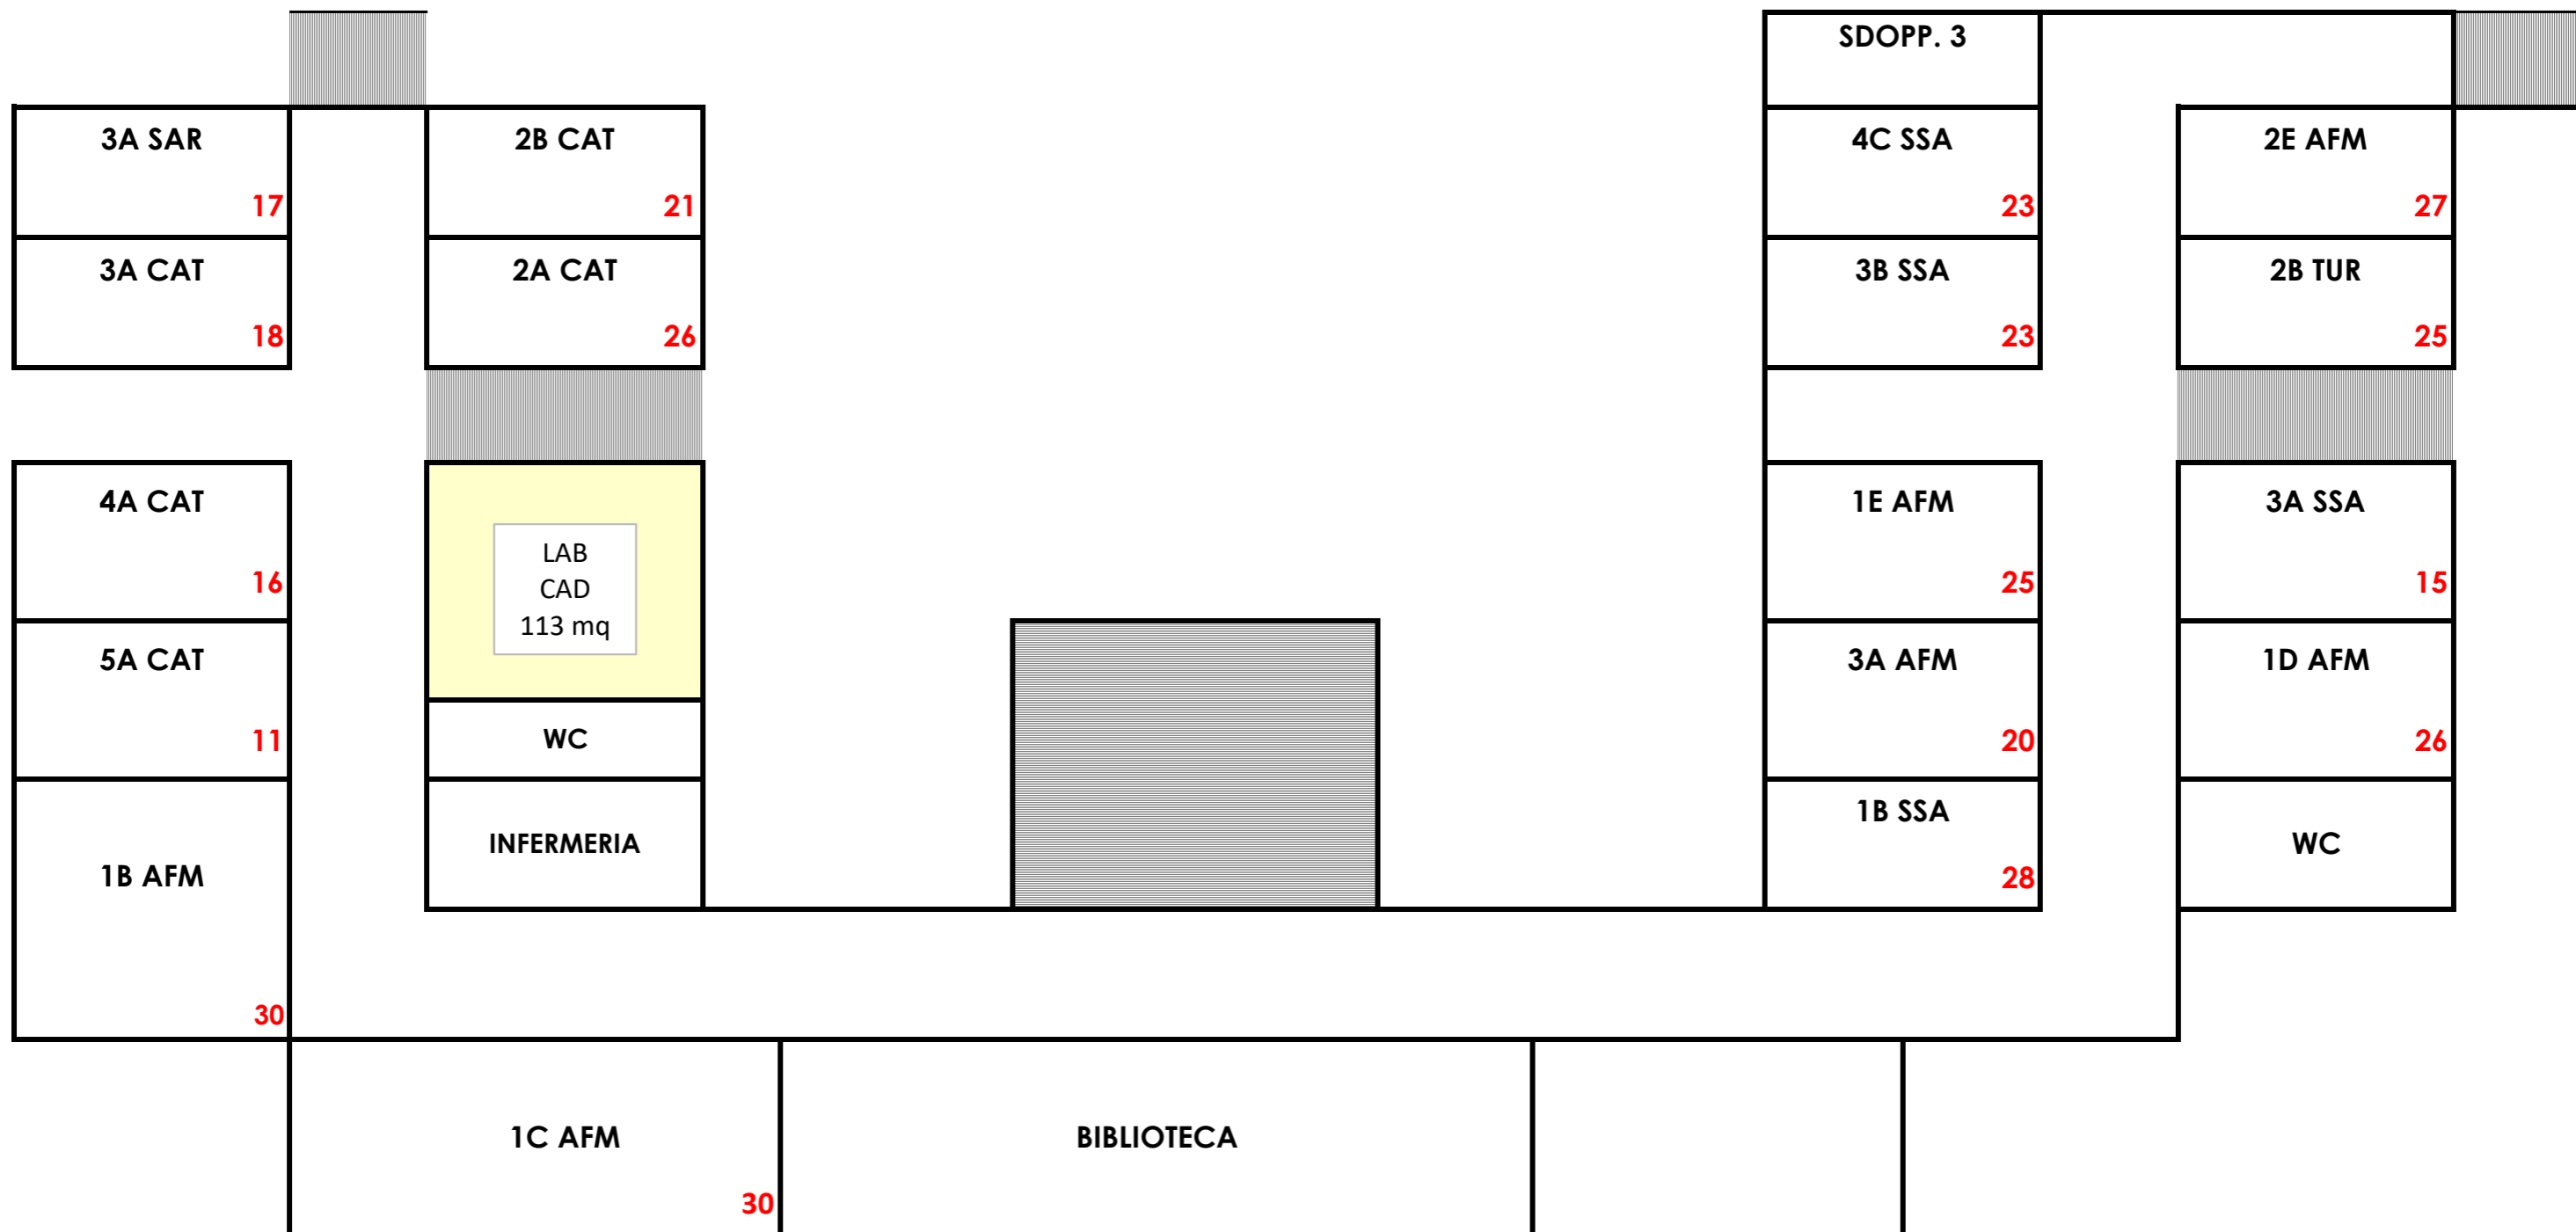 SDOPP. 3
3A SAR
17
2B CAT
21
4C SSA
23
2E AFM
27
3A CAT
18
2A CAT
26
3B SSA
23
2B TUR
25
4A CAT
16
LAB
CAD
113 mq
1E AFM
25
3A SSA
15
5A CAT
11
WC
3A AFM
20
1D AFM
26
1B AFM
30
INFERMERIA
1B SSA
28
WC
1C AFM
30
BIBLIOTECA